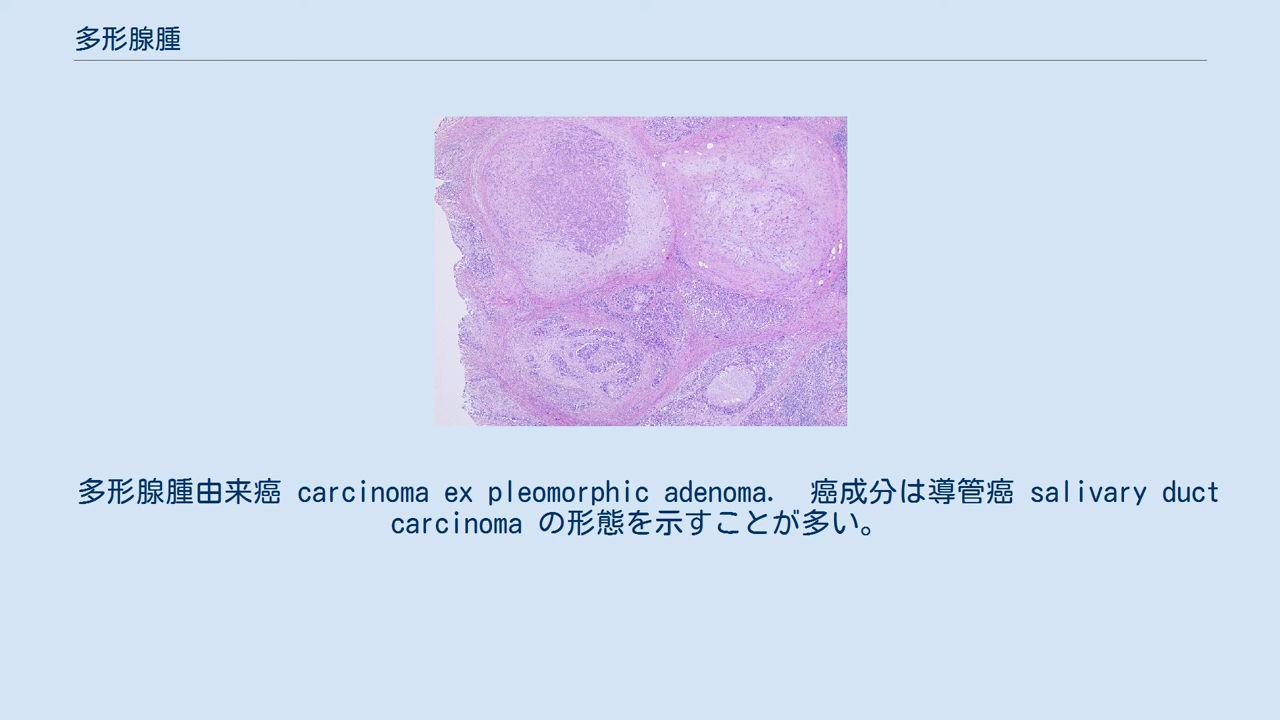 多形腺腫
多形腺腫由来癌 carcinoma ex pleomorphic adenoma.  癌成分は導管癌 salivary duct
carcinoma の形態を示すことが多い。